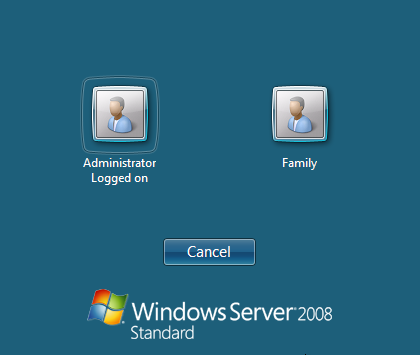 Administrator
Logged on
Family
Cancel
Windows Server 2008
Standard